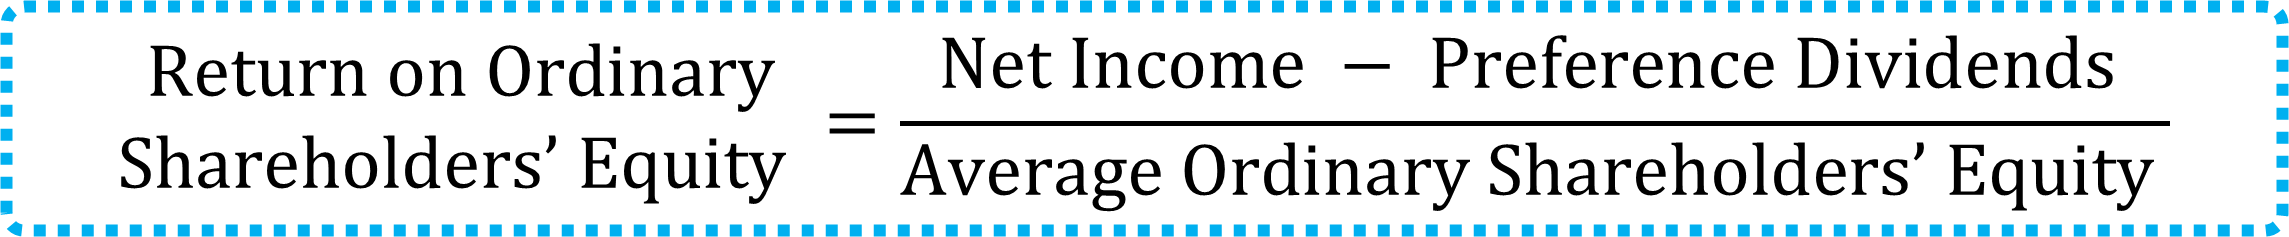 Return on Ordinary
Shareholders’ Equity
=
Net Income − Preference Dividends
Average Ordinary Shareholders’ Equity